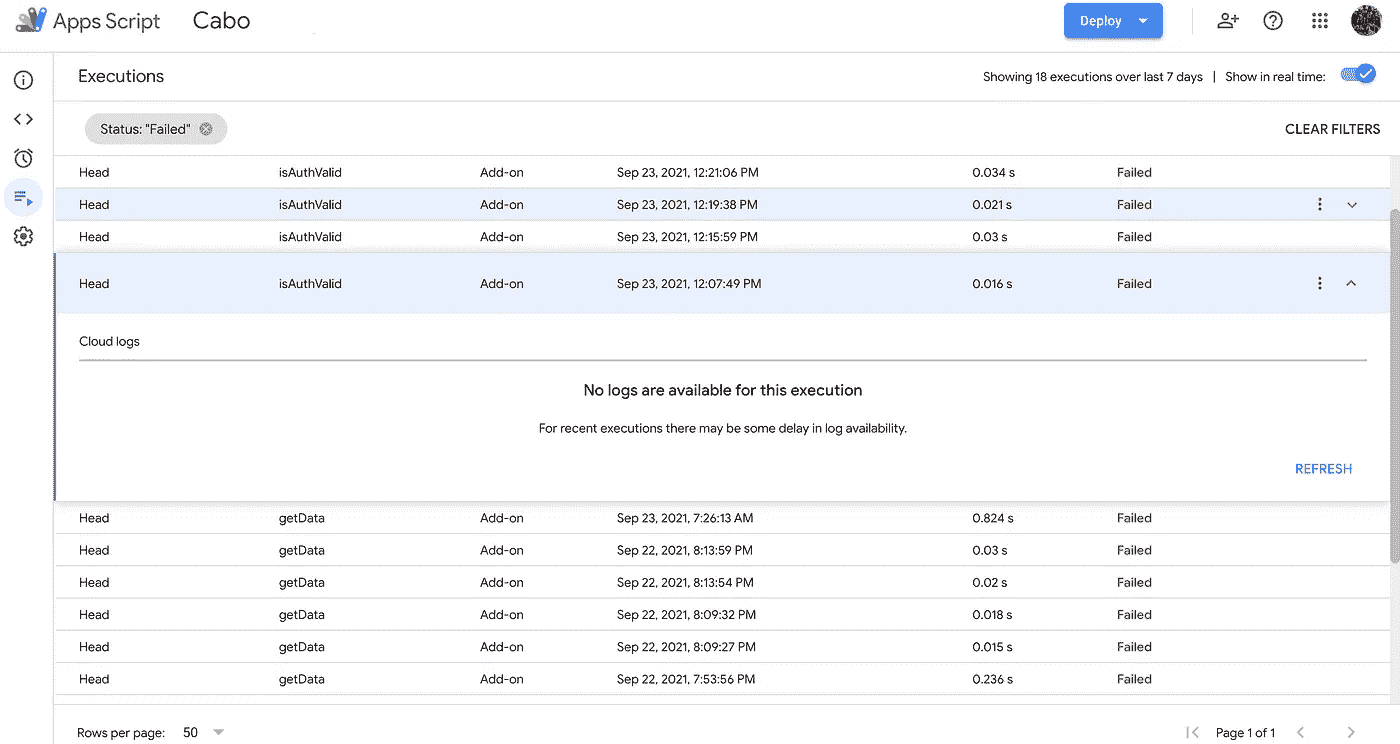 Apps Script Cabo Deploy
Executions Showing 18 executions over last 7 days | Show in real time:
Status: "Failed" CLEAR FILTERS
Head isAuthValid Add-on Sep 23, 2021, 12:21:06 PM 0.034 s Failed
Head isAuthValid Add-on Sep 23, 2021, 12:19:38 PM 0.021 s Failed
Head isAuthValid Add-on Sep 23, 2021, 12:15:59 PM 0.03 s Failed
Head isAuthValid Add-on Sep 23, 2021, 12:07:49 PM 0.016 s Failed
Cloud logs
No logs are available for this execution
For recent executions there may be some delay in log availability.
REFRESH
Head getData Add-on Sep 23, 2021, 7:26:13 AM 0.824 s Failed
Head getData Add-on Sep 22, 2021, 8:13:59 PM 0.03 s Failed
Head getData Add-on Sep 22, 2021, 8:13:54 PM 0.02 s Failed
Head getData Add-on Sep 22, 2021, 8:09:32 PM 0.018 s Failed
Head getData Add-on Sep 22, 2021, 8:09:27 PM 0.015 s Failed
Head getData Add-on Sep 22, 2021, 7:53:56 PM 0.236 s Failed
Rows per page: 50 Page 1 of 1